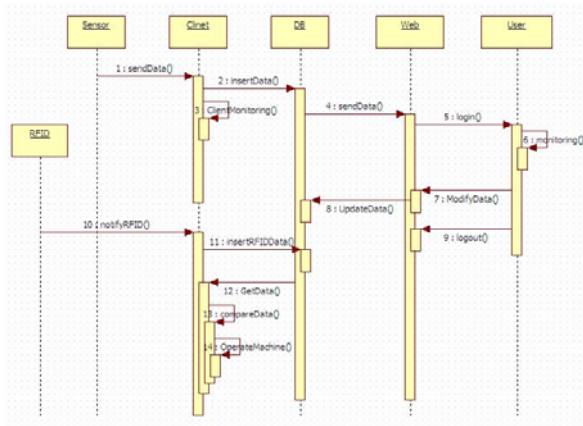 Sensor
Clinet
DB
Web
User
1 : sendData()
2 : insertData()
3 : ClientMonitoring()
4 : sendData()
5 : login()
6 : monitoring()
RFID
7 : ModifyData()
8 : UpdateData()
9 : logout()
10 : notifyRFID()
11 : insertRFIDData()
12 : GetData()
13 : compareData()
14 : OperateMachine()